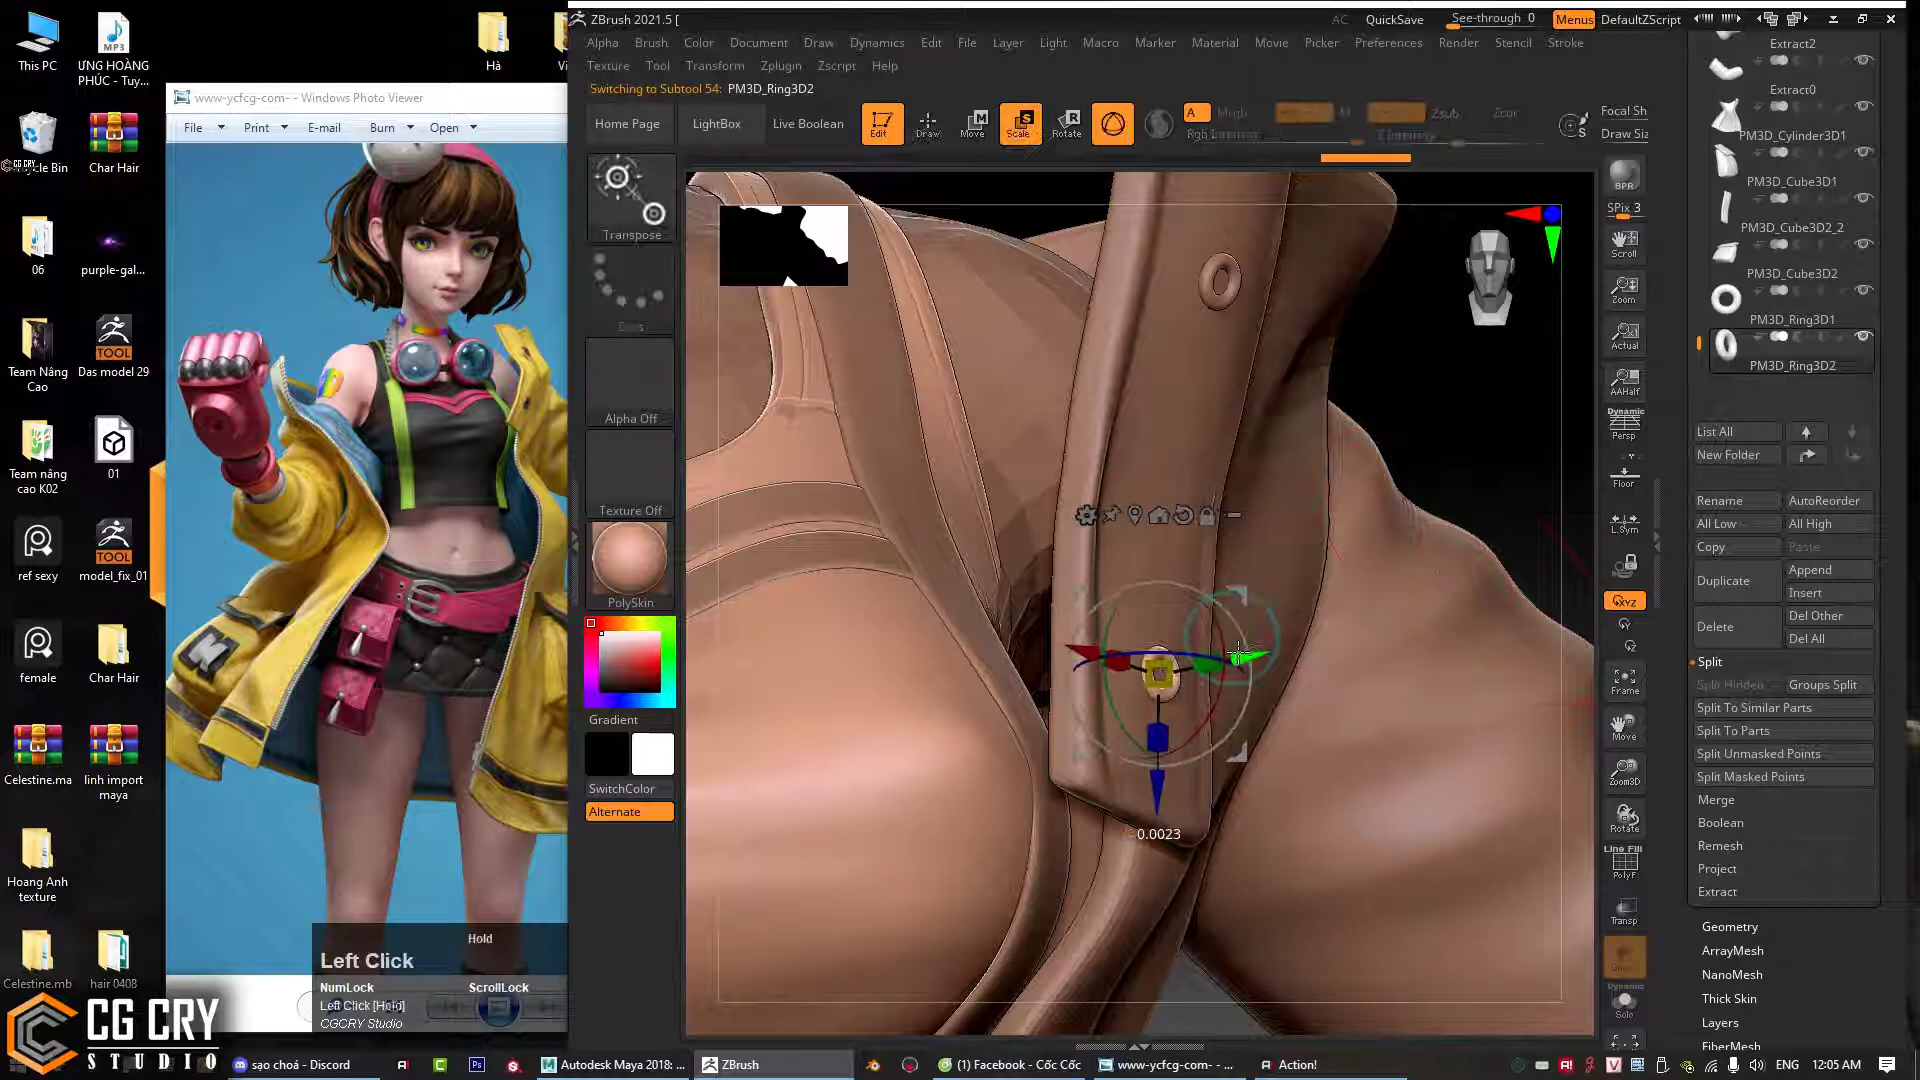 This PC
ƯNG HOÀNG
PHÚC - Tuy...
Hà
CG CRY
Char Hair
06
purple-gal...
Team Nâng
Cao
Das model 29
Team nâng
cao K02
01
ref sexy
model_fix_01
female
Char Hair
Celestine.ma
linh import
maya
Hoang Anh
texture
Celestine.mb
hair 0408
www-ycfcg-com- - Windows Photo Viewer
File
Print
E-mail
Burn
Open
Hold
Left Click
NumLock
ScrollLock
Left Click [Hold]
CGCRY Studio
CG CRY
STUDIO
ZBrush 2021.5 [
AC
QuickSave
See-through 0
Menus
DefaultZScript
Alpha
Brush
Color
Document
Draw
Dynamics
Edit
File
Layer
Light
Macro
Marker
Material
Movie
Picker
Preferences
Render
Stencil
Stroke
Texture
Tool
Transform
Zplugin
Zscript
Help
Switching to Subtool 54: PM3D_Ring3D2
Home Page
LightBox
Live Boolean
Edit
Draw
Move
Scale
Rotate
A
Mrgb
M
Zsub
Zcor
Focal Sh
Draw Siz
Transpose
Dots
Alpha Off
Texture Off
PolySkin
Gradient
SwitchColor
Alternate
0.0023
BPR
SPix 3
Scroll
Zoom
Actual
AAHalf
Dynamic
Persp
Floor
L.Sym
XYZ
Frame
Move
Zoom3D
Rotate
Line Fill
PolyF
Transp
Dynamic
Solo
Extract2
Extract0
PM3D_Cylinder3D1
PM3D_Cube3D1
PM3D_Cube3D2_2
PM3D_Cube3D2
PM3D_Ring3D1
PM3D_Ring3D2
List All
New Folder
Rename
AutoReorder
All Low
All High
Copy
Paste
Duplicate
Append
Insert
Delete
Del Other
Del All
Split
Split Hidden
Groups Split
Split To Similar Parts
Split To Parts
Split Unmasked Points
Split Masked Points
Merge
Boolean
Remesh
Project
Extract
Geometry
ArrayMesh
NanoMesh
Thick Skin
Layers
FiberMesh
sạo choá - Discord
Autodesk Maya 2018: ...
ZBrush
(1) Facebook - Cốc Cốc
www-ycfcg-com- - ...
Action!
ENG
12:05 AM